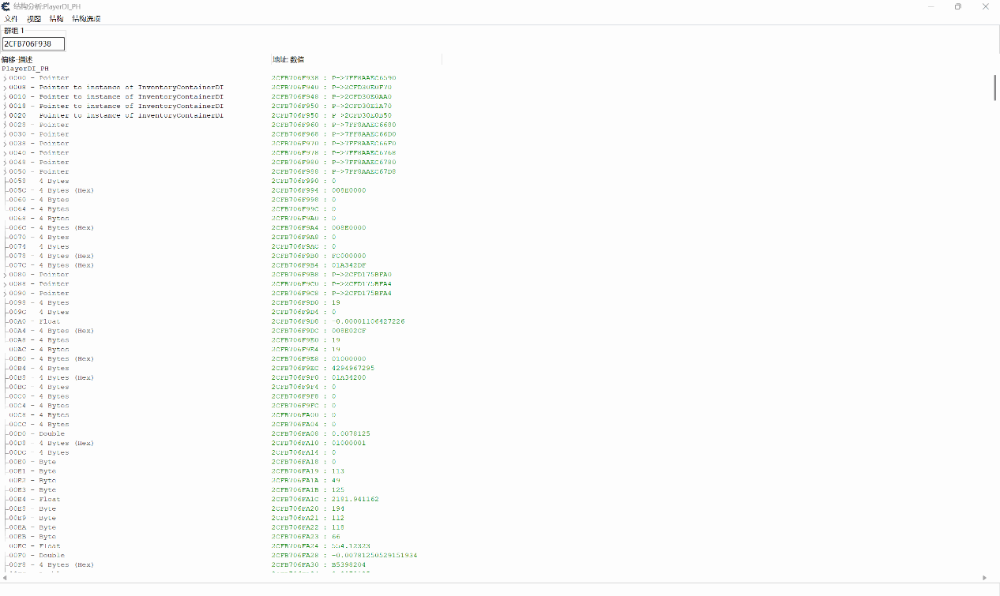 结构分析:PlayerDI_PH
文件 视图 结构 结构选项
群组 1
2CFB706F938
偏移-描述 地址: 数值
PlayerDI_PH
0000 - Pointer 2CFB706F938 : P->7FF8AAEC6590
0008 - Pointer to instance of InventoryContainerDI 2CFB706F940 : P->2CFD30E0F70
0010 - Pointer to instance of InventoryContainerDI 2CFB706F948 : P->2CFD30E0AA0
0018 - Pointer to instance of InventoryContainerDI 2CFB706F950 : P->2CFD30E1A70
0020 - Pointer to instance of InventoryContainerDI 2CFB706F958 : P->2CFD30E0B50
0028 - Pointer 2CFB706F960 : P->7FF8AAEC6680
0030 - Pointer 2CFB706F968 : P->7FF8AAEC66D0
0038 - Pointer 2CFB706F970 : P->7FF8AAEC66F0
0040 - Pointer 2CFB706F978 : P->7FF8AAEC6768
0048 - Pointer 2CFB706F980 : P->7FF8AAEC6780
0050 - Pointer 2CFB706F988 : P->7FF8AAEC67D8
0058 - 4 Bytes 2CFB706F990 : 0
005C - 4 Bytes (Hex) 2CFB706F994 : 008E0000
0060 - 4 Bytes 2CFB706F998 : 0
0064 - 4 Bytes 2CFB706F99C : 0
0068 - 4 Bytes 2CFB706F9A0 : 0
006C - 4 Bytes (Hex) 2CFB706F9A4 : 008E0000
0070 - 4 Bytes 2CFB706F9A8 : 0
0074 - 4 Bytes 2CFB706F9AC : 0
0078 - 4 Bytes (Hex) 2CFB706F9B0 : FC000000
007C - 4 Bytes (Hex) 2CFB706F9B4 : 01A342DF
0080 - Pointer 2CFB706F9B8 : P->2CFD175BFA0
0088 - Pointer 2CFB706F9C0 : P->2CFD175BFA4
0090 - Pointer 2CFB706F9C8 : P->2CFD175BFA4
0098 - 4 Bytes 2CFB706F9D0 : 19
009C - 4 Bytes 2CFB706F9D4 : 0
00A0 - Float 2CFB706F9D8 : -0.00001106427226
00A4 - 4 Bytes (Hex) 2CFB706F9DC : 008E02CF
00A8 - 4 Bytes 2CFB706F9E0 : 19
00AC - 4 Bytes 2CFB706F9E4 : 19
00B0 - 4 Bytes (Hex) 2CFB706F9E8 : 01000000
00B4 - 4 Bytes 2CFB706F9EC : 4294967295
00B8 - 4 Bytes (Hex) 2CFB706F9F0 : 01A34200
00BC - 4 Bytes 2CFB706F9F4 : 0
00C0 - 4 Bytes 2CFB706F9F8 : 0
00C4 - 4 Bytes 2CFB706F9FC : 0
00C8 - 4 Bytes 2CFB706FA00 : 0
00CC - 4 Bytes 2CFB706FA04 : 0
00D0 - Double 2CFB706FA08 : 0.0078125
00D8 - 4 Bytes (Hex) 2CFB706FA10 : 01000001
00DC - 4 Bytes 2CFB706FA14 : 0
00E0 - Byte 2CFB706FA18 : 0
00E1 - Byte 2CFB706FA19 : 113
00E2 - Byte 2CFB706FA1A : 49
00E3 - Byte 2CFB706FA1B : 125
00E4 - Float 2CFB706FA1C : 2181.941162
00E8 - Byte 2CFB706FA20 : 194
00E9 - Byte 2CFB706FA21 : 112
00EA - Byte 2CFB706FA22 : 118
00EB - Byte 2CFB706FA23 : 66
00EC - Float 2CFB706FA24 : 554.12323
00F0 - Double 2CFB706FA28 : -0.00781250529151934
00F8 - 4 Bytes (Hex) 2CFB706FA30 : B5398204